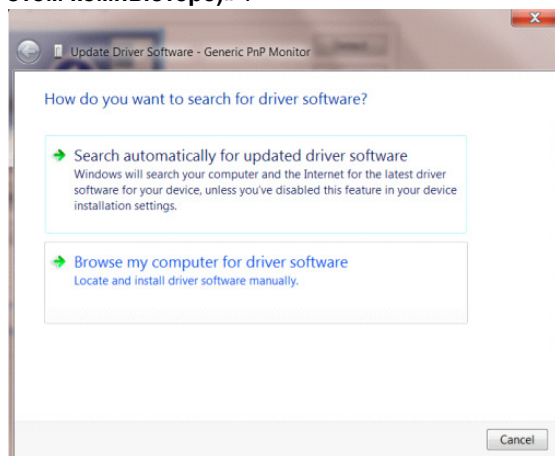 этом компьютере)» .
Update Driver Software - Generic PnP Monitor
How do you want to search for driver software?
Search automatically for updated driver software
Windows will search your computer and the Internet for the latest driver
software for your device, unless you've disabled this feature in your device
installation settings.
Browse my computer for driver software
Locate and install driver software manually.
Cancel